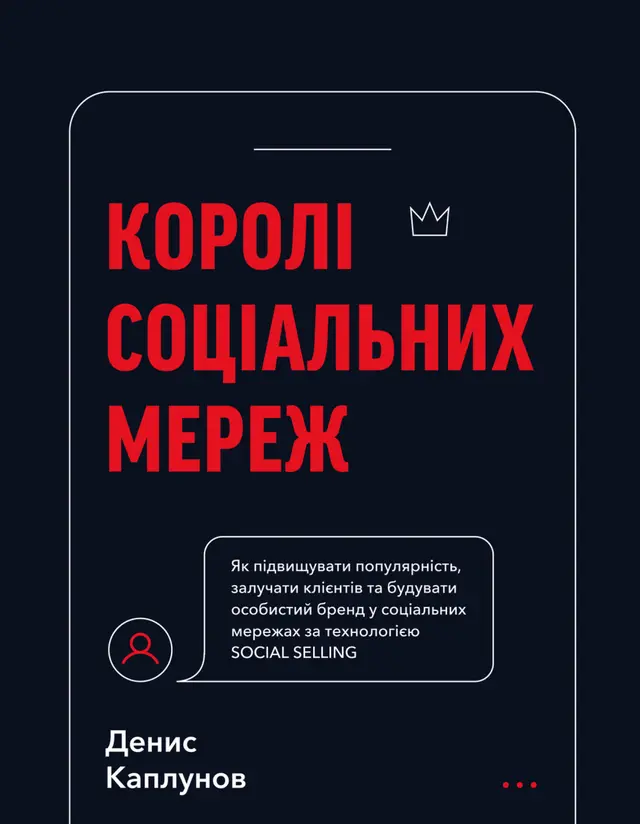 КОРОЛІ
СОЦІАЛЬНИХ
МЕРЕЖ
Як підвищувати популярність,
залучати клієнтів та будувати
особистий бренд у соціальних
мережах за технологією
SOCIAL SELLING
Денис
Каплунов